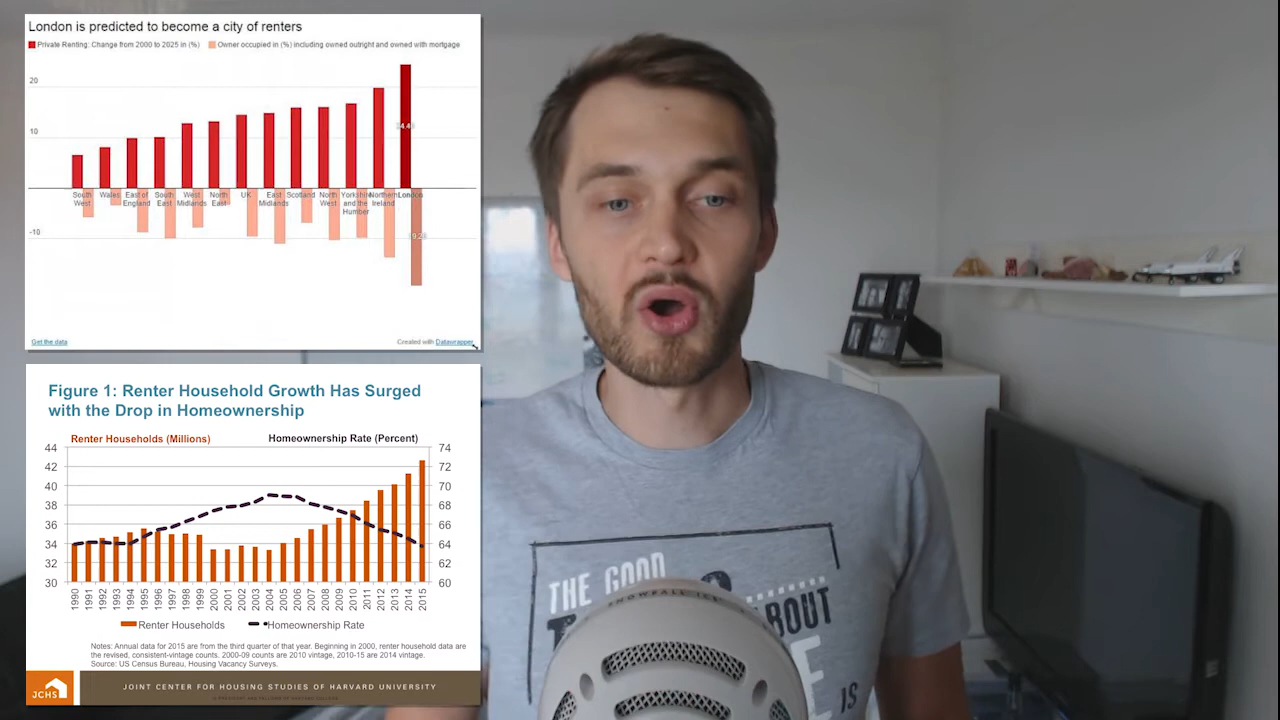 London is predicted to become a city of renters
Private Renting: Change from 2000 to 2025 in (%) Owner occupied in (%) including owned outright and owned with mortgage
20
10
-10
South West
Wales
East of England
South East
West Midlands
North East
UK
East Midlands
Scotland
North West
Yorkshire and the Humber
Northern Ireland
London
Get the data
Created with Datawrapper
Figure 1: Renter Household Growth Has Surged
with the Drop in Homeownership
Renter Households (Millions) Homeownership Rate (Percent)
44 74
42 72
40 70
38 68
36 66
34 64
32 62
30 60
1990 1991 1992 1993 1994 1995 1996 1997 1998 1999 2000 2001 2002 2003 2004 2005 2006 2007 2008 2009 2010 2011 2012 2013 2014 2015
Renter Households Homeownership Rate
Notes: Annual data for 2015 are from the third quarter of that year. Beginning in 2000, renter household data are
the revised, consistent-vintage counts. 2000-09 counts are 2010 vintage, 2010-15 are 2014 vintage.
Source: US Census Bureau, Housing Vacancy Surveys.
JCHS
JOINT CENTER FOR HOUSING STUDIES OF HARVARD UNIVERSITY
THE GOOD
ABOUT
IS
SNOWBALL ICE